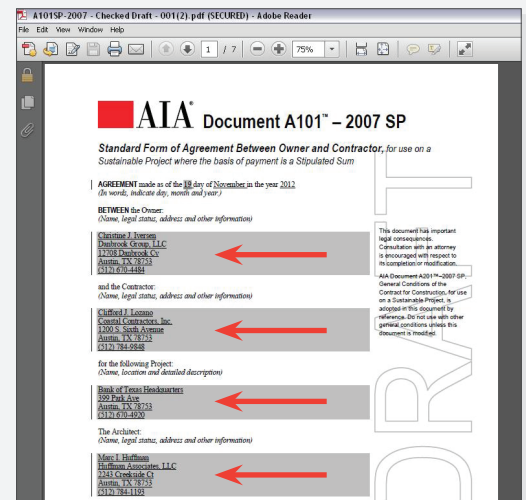 A101SP-2007 - Checked Draft - 001(2).pdf (SECURED) - Adobe Reader
File Edit View Window Help
1 / 7 75%
AIA® Document A101™ – 2007 SP
Standard Form of Agreement Between Owner and Contractor, for use on a
Sustainable Project where the basis of payment is a Stipulated Sum
AGREEMENT made as of the 19 day of November in the year 2012
(In words, indicate day, month and year.)
BETWEEN the Owner:
(Name, legal status, address and other information)
Christine J. Iversen
Danbrook Group, LLC
12708 Danbrook Cv
Austin, TX 78753
(512) 670-4484
and the Contractor:
(Name, legal status, address and other information)
Clifford J. Lozano
Coastal Contractors, Inc.
1200 S. Sixth Avenue
Austin, TX 78753
(512) 784-9848
for the following Project:
(Name, location and detailed description)
Bank of Texas Headquarters
399 Park Ave
Austin, TX 78753
(512) 670-4920
The Architect:
(Name, legal status, address and other information)
Marc I. Huffman
Huffman Associates, LLC
2243 Creekside Ct
Austin, TX 78753
(512) 784-1193
This document has important
legal consequences.
Consultation with an attorney
is encouraged with respect to
its completion or modification.
AIA Document A201™–2007 SP,
General Conditions of the
Contract for Construction, for use
on a Sustainable Project, is
adopted in this document by
reference. Do not use with other
general conditions unless this
document is modified.